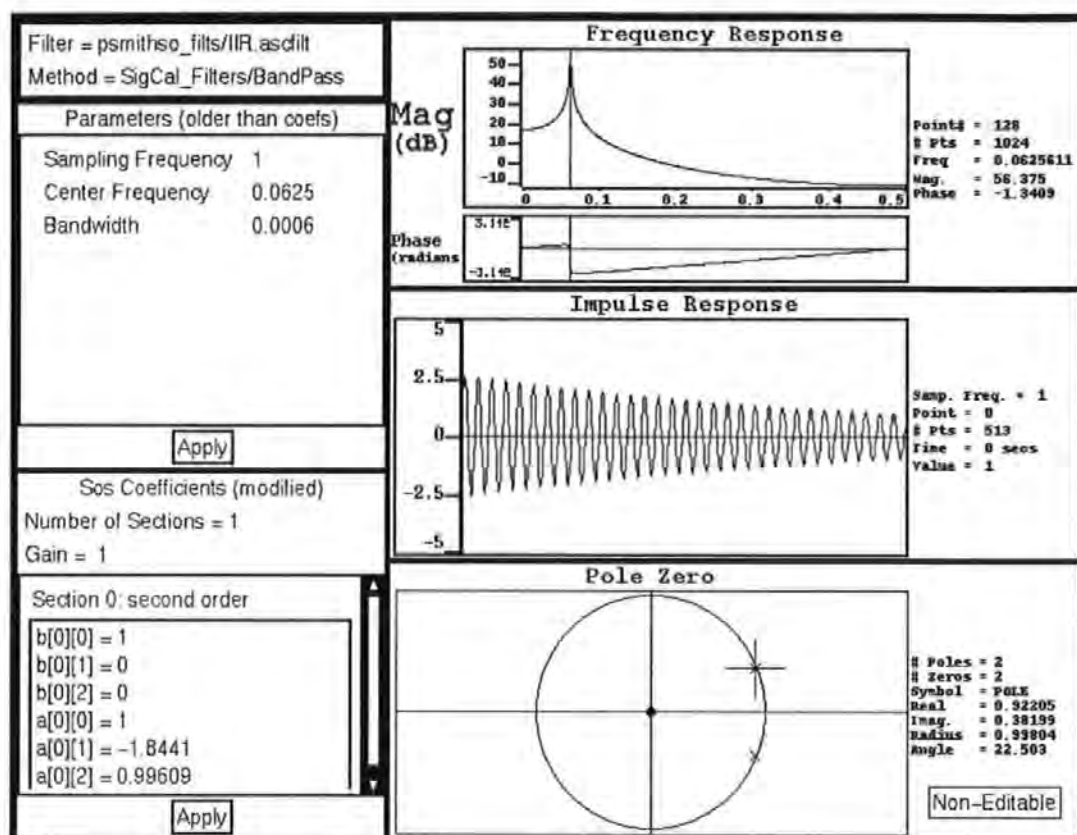 Filter = psmithso_filts/IIR.ascfilt
Method = SigCal_Filters/BandPass
Parameters (older than coefs)
Sampling Frequency 1
Center Frequency 0.0625
Bandwidth 0.0006
Apply
Sos Coefficients (modified)
Number of Sections = 1
Gain = 1
Section 0: second order
b[0][0] = 1
b[0][1] = 0
b[0][2] = 0
a[0][0] = 1
a[0][1] = -1.8441
a[0][2] = 0.99609
Apply
Frequency Response
Mag
(dB)
50
40
30
20
10
0
-10
0
0.1
0.2
0.3
0.4
0.5
Point# = 128
# Pts = 1024
Freq = 0.0625611
Mag. = 56.375
Phase = -1.3409
Phase
(radians
3.142
-3.142
Impulse Response
5
2.5
0
-2.5
-5
Samp. Freq. = 1
Point = 0
# Pts = 513
Time = 0 secs
Value = 1
Pole Zero
# Poles = 2
# Zeros = 2
Symbol = POLE
Real = 0.92205
Imag. = 0.38199
Radius = 0.99804
Angle = 22.503
Non-Editable